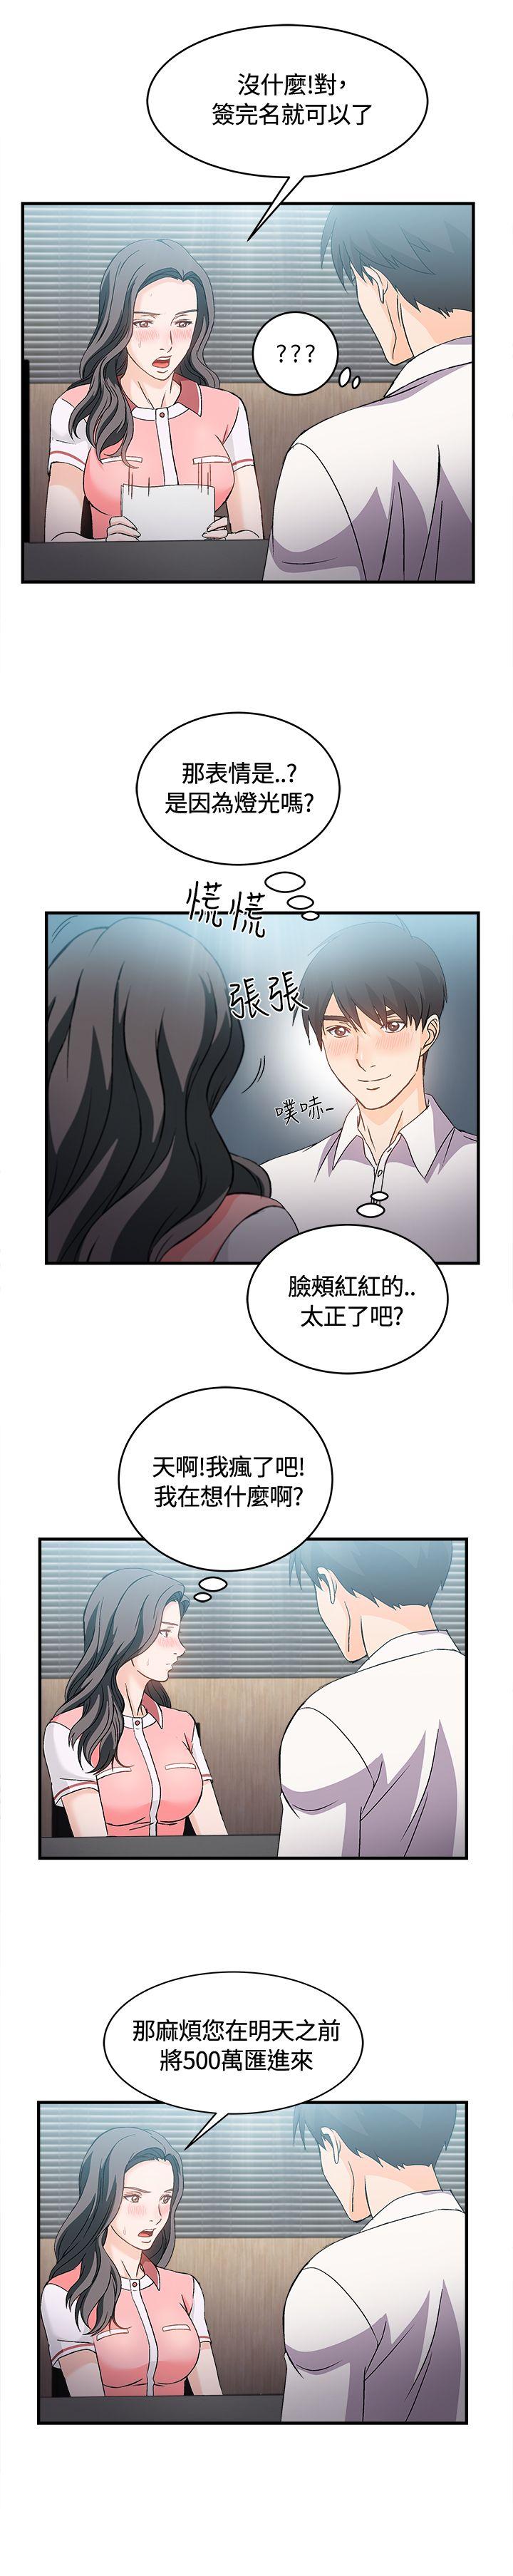 沒什麼!對，
簽完名就可以了
???
那表情是..?
是因為燈光嗎?
慌慌
張張
噗哧-
臉頰紅紅的..
太正了吧?
天啊!我瘋了吧!
我在想什麼啊?
那麻煩您在明天之前
將500萬匯進來